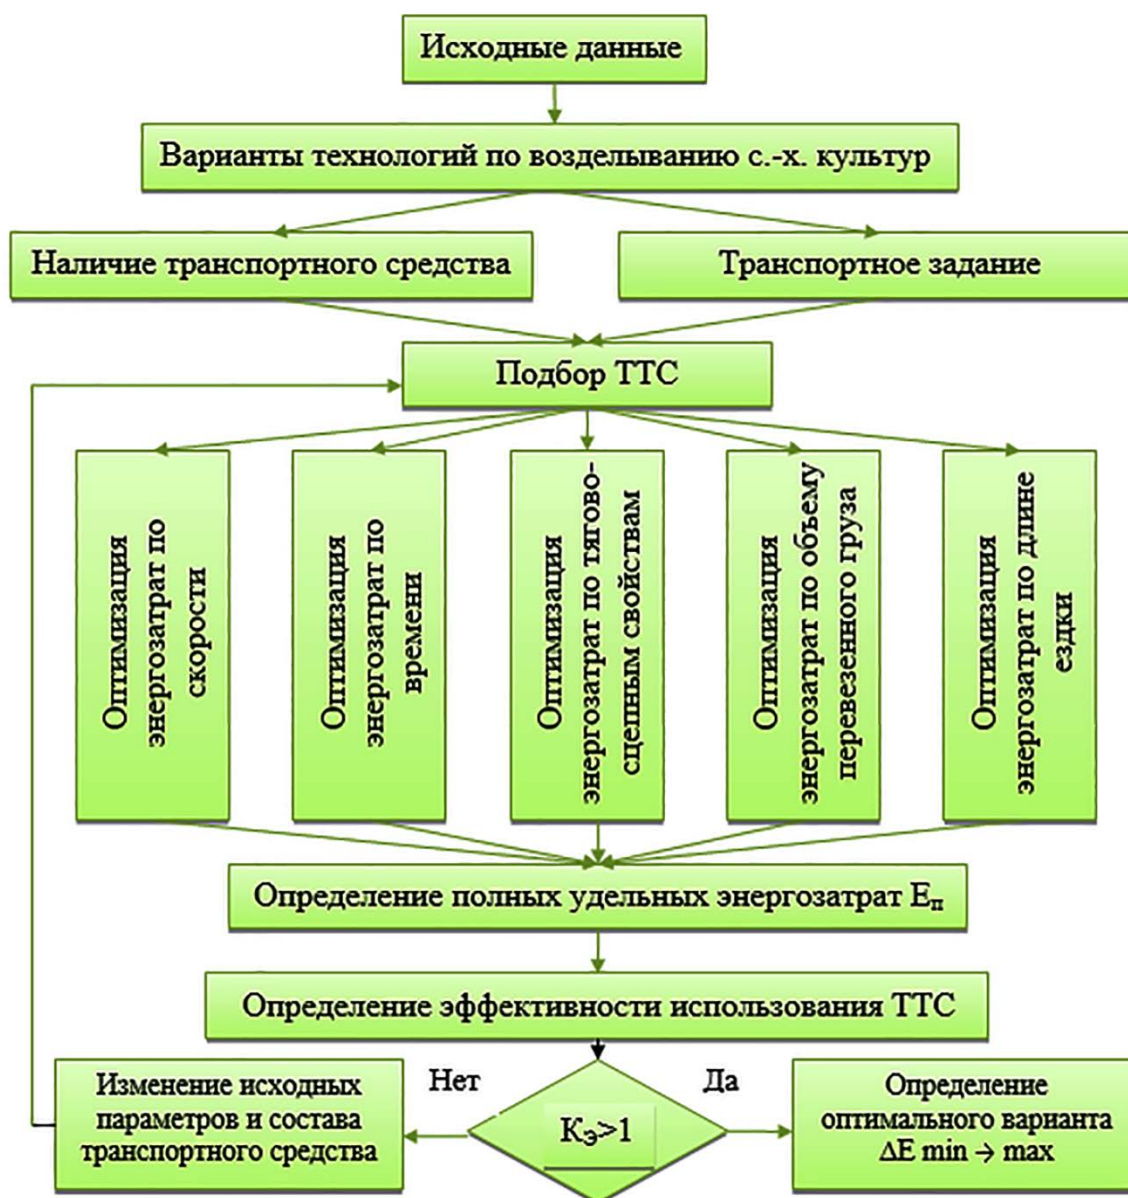 Исходные данные
Варианты технологий по возделыванию с.-х. культур
Наличие транспортного средства
Транспортное задание
Подбор ТТС
Оптимизация
энергозатрат по
скорости
Оптимизация
энергозатрат по
времени
Оптимизация
энергозатрат по тягово-
сцепным свойствам
Оптимизация
энергозатрат по объему
перевезенного груза
Оптимизация
энергозатрат по длине
ездки
Определение полных удельных энергозатрат Eп
Определение эффективности использования ТТС
Изменение исходных
параметров и состава
транспортного средства
Нет
Kэ>1
Да
Определение
оптимального варианта
ΔE min → max